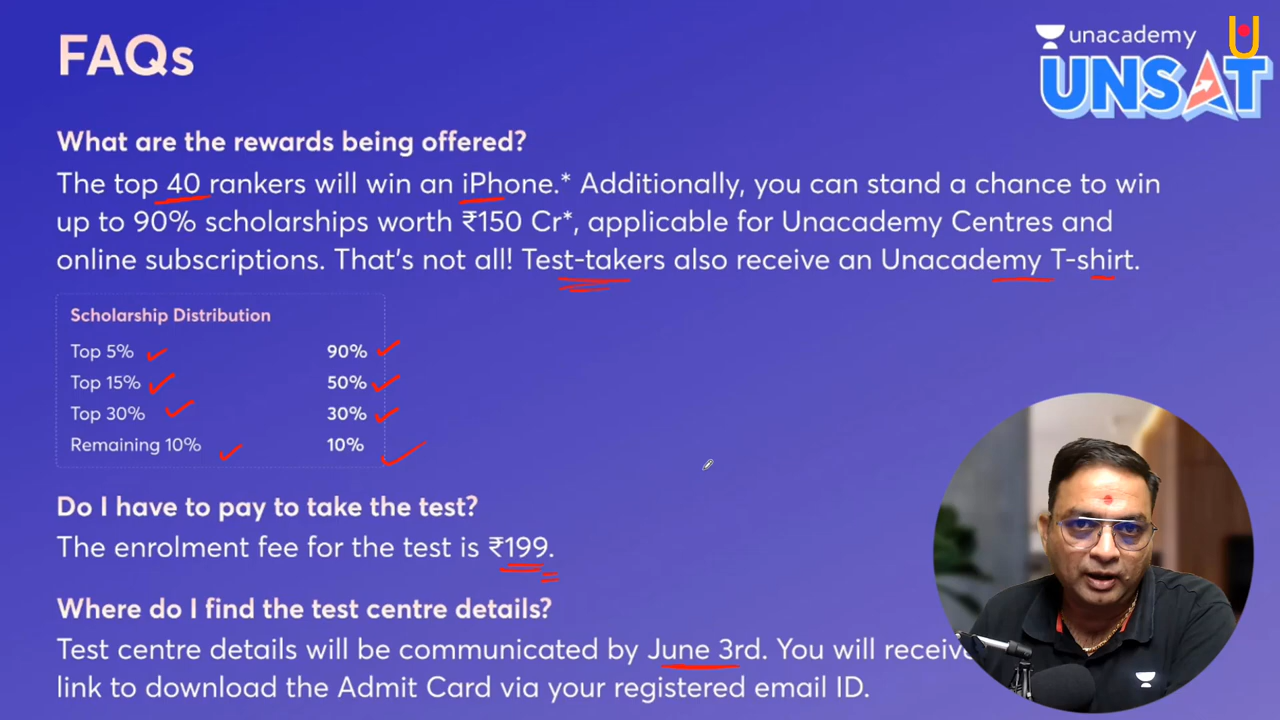 FAQs
unacademy
UNSAT
What are the rewards being offered?
The top 40 rankers will win an iPhone.* Additionally, you can stand a chance to win
up to 90% scholarships worth ₹150 Cr*, applicable for Unacademy Centres and
online subscriptions. That's not all! Test-takers also receive an Unacademy T-shirt.
Scholarship Distribution
Top 5% 90%
Top 15% 50%
Top 30% 30%
Remaining 10% 10%
Do I have to pay to take the test?
The enrolment fee for the test is ₹199.
Where do I find the test centre details?
Test centre details will be communicated by June 3rd. You will receive
link to download the Admit Card via your registered email ID.